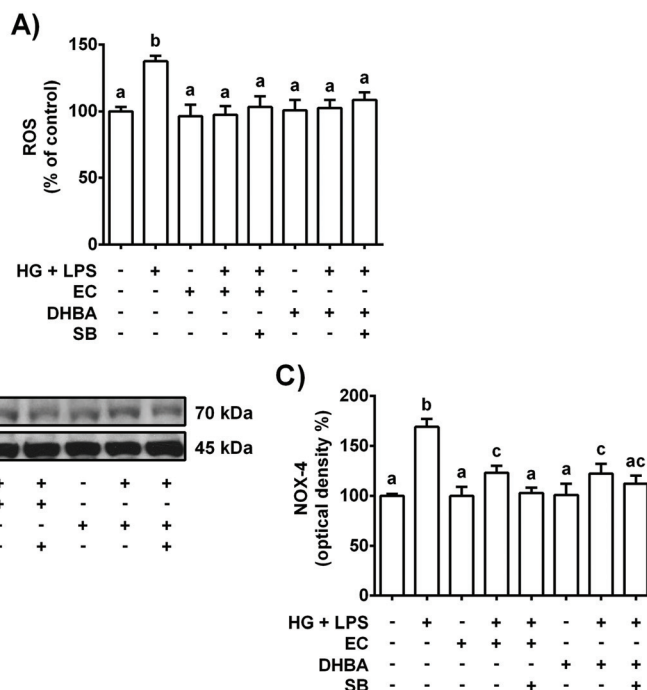 A)
ROS
(% of control)
150
100
50
0
a b a a a a a a
HG + LPS - + - + + - + +
EC - - + + + - - -
DHBA - - - - - + + +
SB - - - - + - - +
70 kDa
45 kDa
+ + - + +
+ + - - -
- - + + +
- + - - +
C)
NOX-4
(optical density %)
200
150
100
50
0
a b a c a a c ac
HG + LPS - + - + + - + +
EC - - + + + - - -
DHBA - - - - - + + +
SB - - - - + - - +